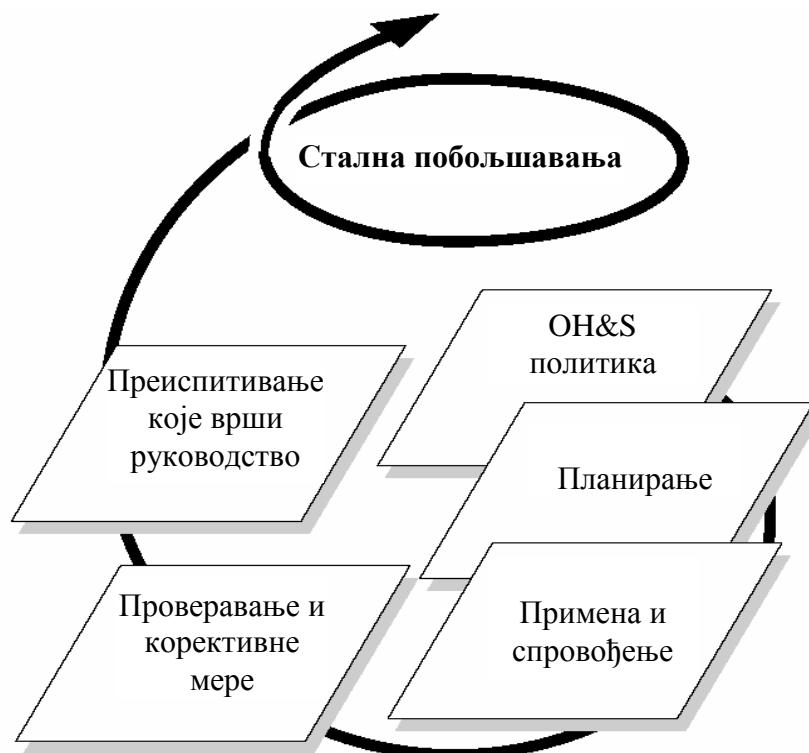 Стална побољшавања
OH&S
политика
Преиспитивање
које врши
руководство
Планирање
Проверавање и
корективне
мере
Примена и
спровођење